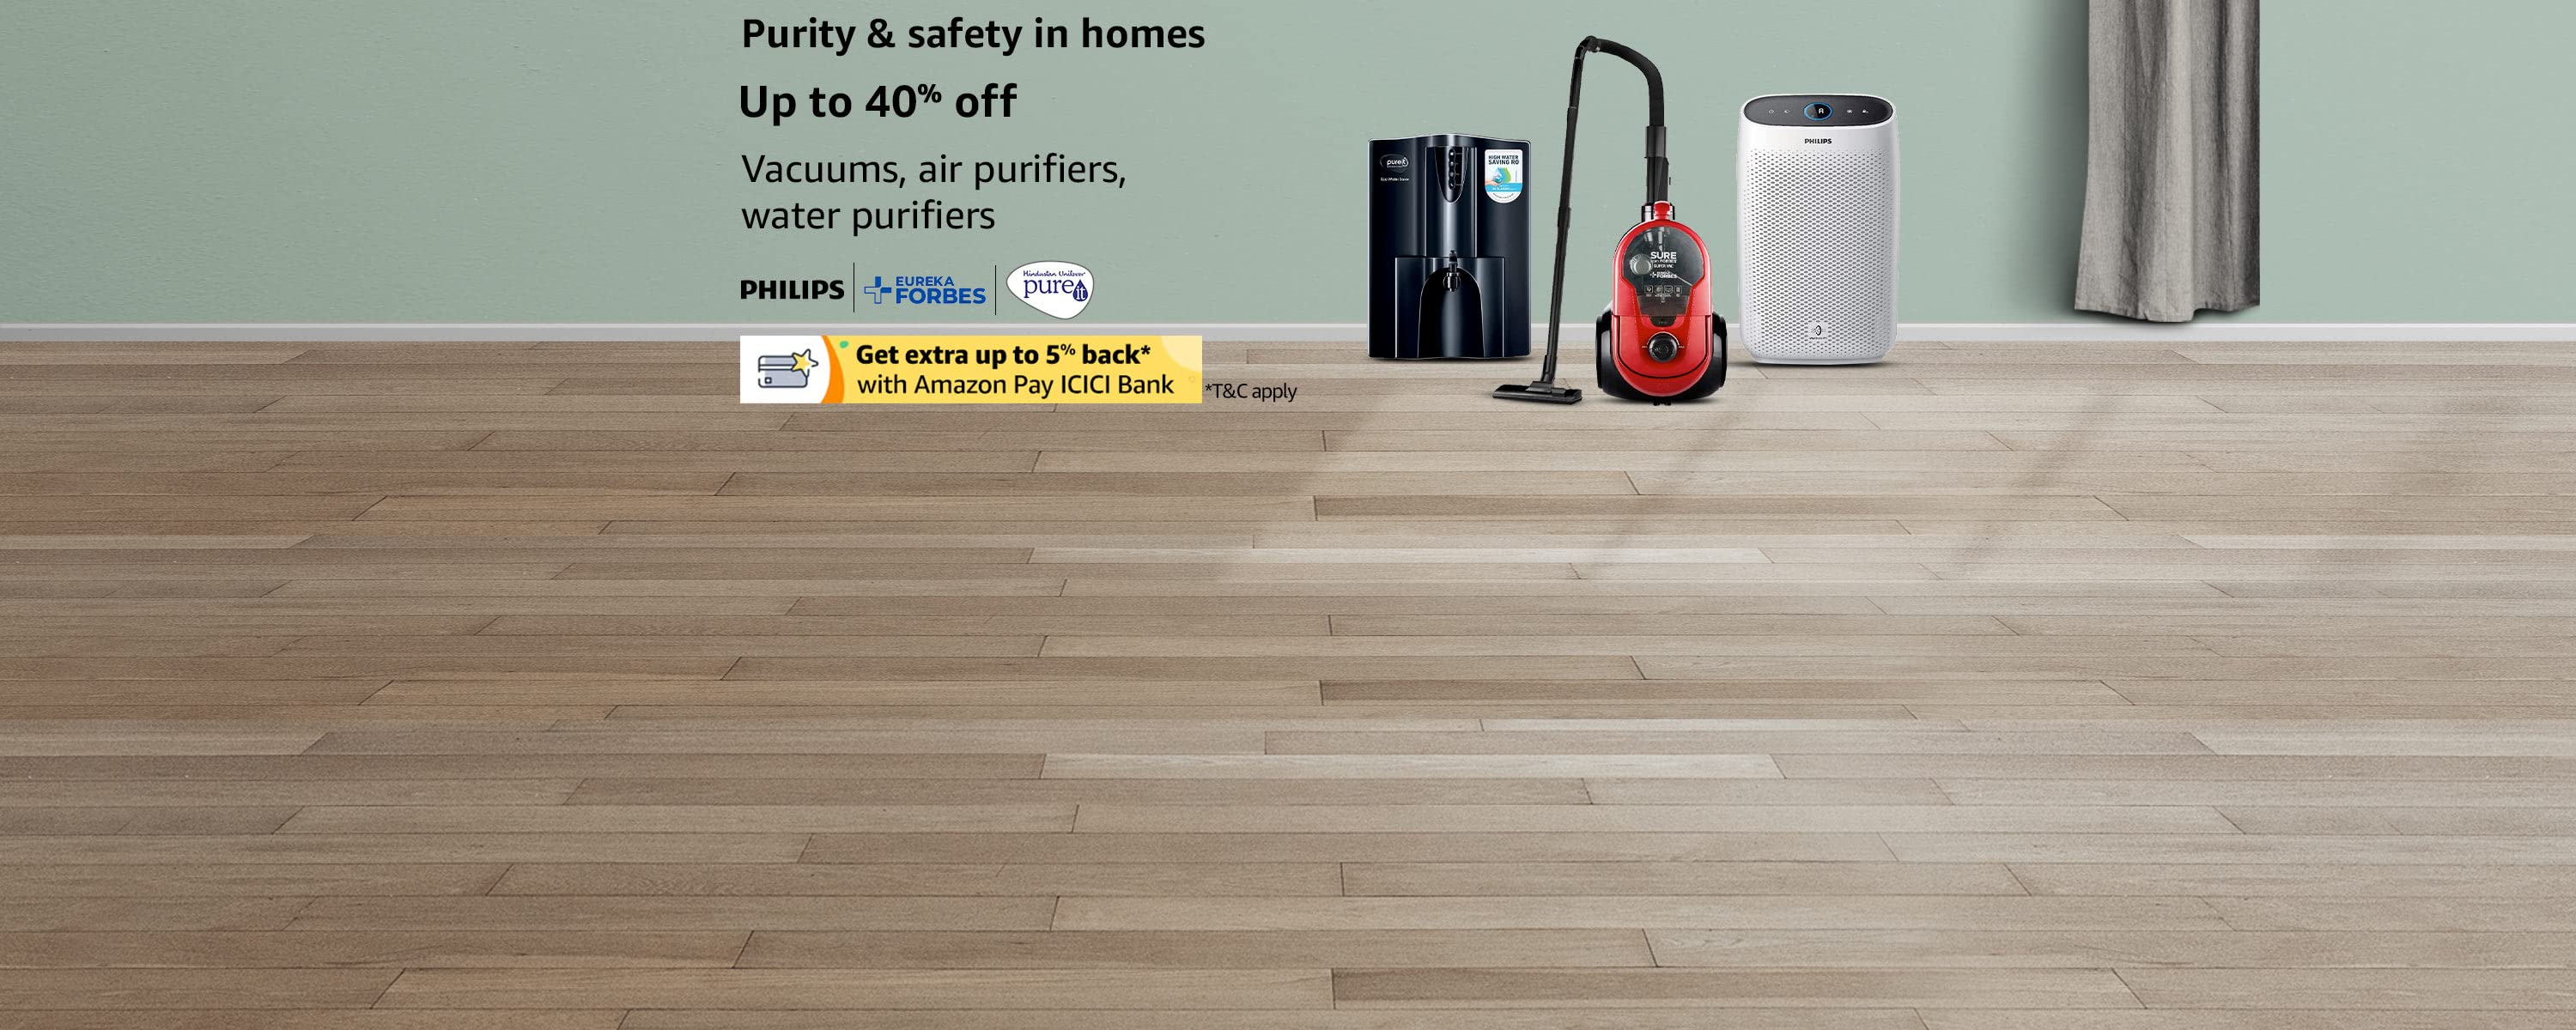 Purity & safety in homes
Up to 40% off
Vacuums, air purifiers,
water purifiers
PHILIPS
EUREKA
FORBES
Hindustan Unilever
pureit
Get extra up to 5% back*
with Amazon Pay ICICI Bank
*T&C apply
pureit
HIGH WATER
SAVING RO
SURE
SUPER VAC
PHILIPS